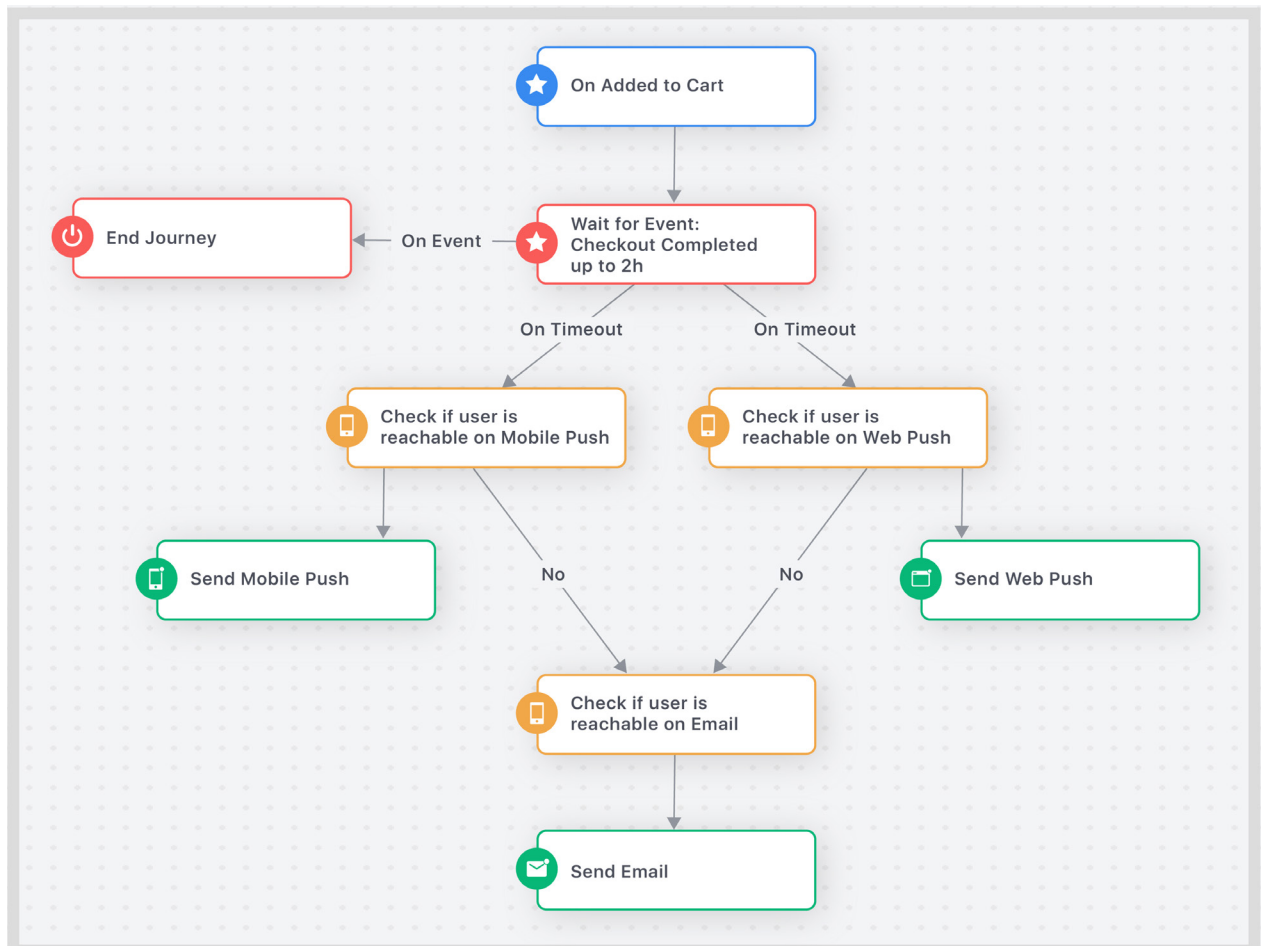 On Added to Cart
Wait for Event:
Checkout Completed
up to 2h
On Event
End Journey
On Timeout
On Timeout
Check if user is
reachable on Mobile Push
Check if user is
reachable on Web Push
Send Mobile Push
No
No
Send Web Push
Check if user is
reachable on Email
Send Email